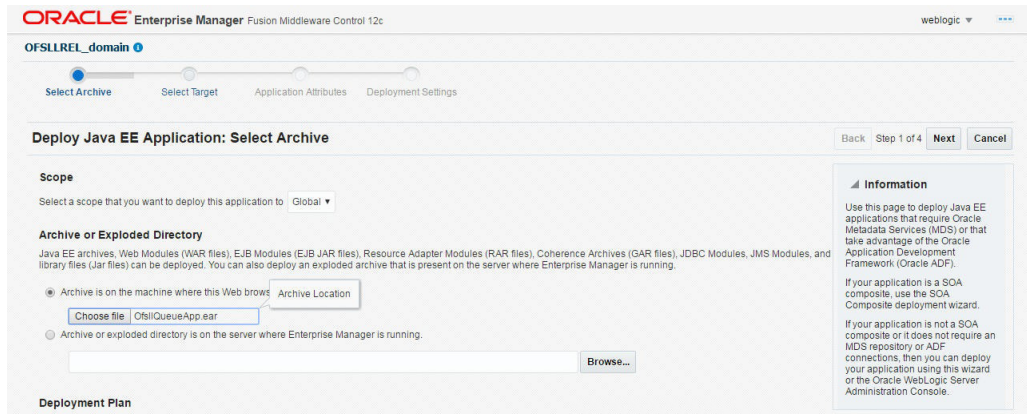 ORACLE® Enterprise Manager Fusion Middleware Control 12c
weblogic
OFSLLREL_domain
Select Archive Select Target Application Attributes Deployment Settings
Deploy Java EE Application: Select Archive
Back Step 1 of 4 Next Cancel
Scope
Select a scope that you want to deploy this application to Global
Archive or Exploded Directory
Java EE archives, Web Modules (WAR files), EJB Modules (EJB JAR files), Resource Adapter Modules (RAR files), Coherence Archives (GAR files), JDBC Modules, JMS Modules, and
library files (Jar files) can be deployed. You can also deploy an exploded archive that is present on the server where Enterprise Manager is running.
Archive is on the machine where this Web brows
Archive Location
Choose file OfsllQueueApp.ear
Archive or exploded directory is on the server where Enterprise Manager is running.
Browse...
Deployment Plan
Information
Use this page to deploy Java EE
applications that require Oracle
Metadata Services (MDS) or that
take advantage of the Oracle
Application Development
Framework (Oracle ADF).
If your application is a SOA
composite, use the SOA
Composite deployment wizard.
If your application is not a SOA
composite or it does not require an
MDS repository or ADF
connections, then you can deploy
your application using this wizard
or the Oracle WebLogic Server
Administration Console.